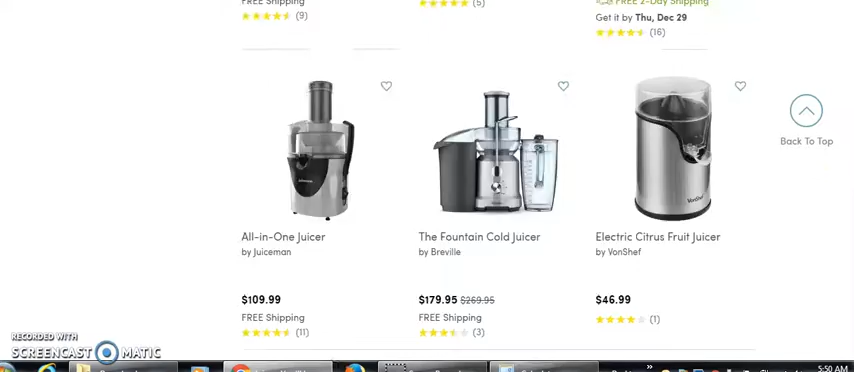 FREE Shipping
(9)
(5)
FREE 2-Day Shipping
Get it by Thu, Dec 29
(16)
Back To Top
All-in-One Juicer
by Juiceman
$109.99
FREE Shipping
(11)
The Fountain Cold Juicer
by Breville
$179.95 $269.95
FREE Shipping
(3)
Electric Citrus Fruit Juicer
by VonShef
$46.99
(1)
VonShef
RECORDED WITH
SCREENCAST MATIC
5:50 AM